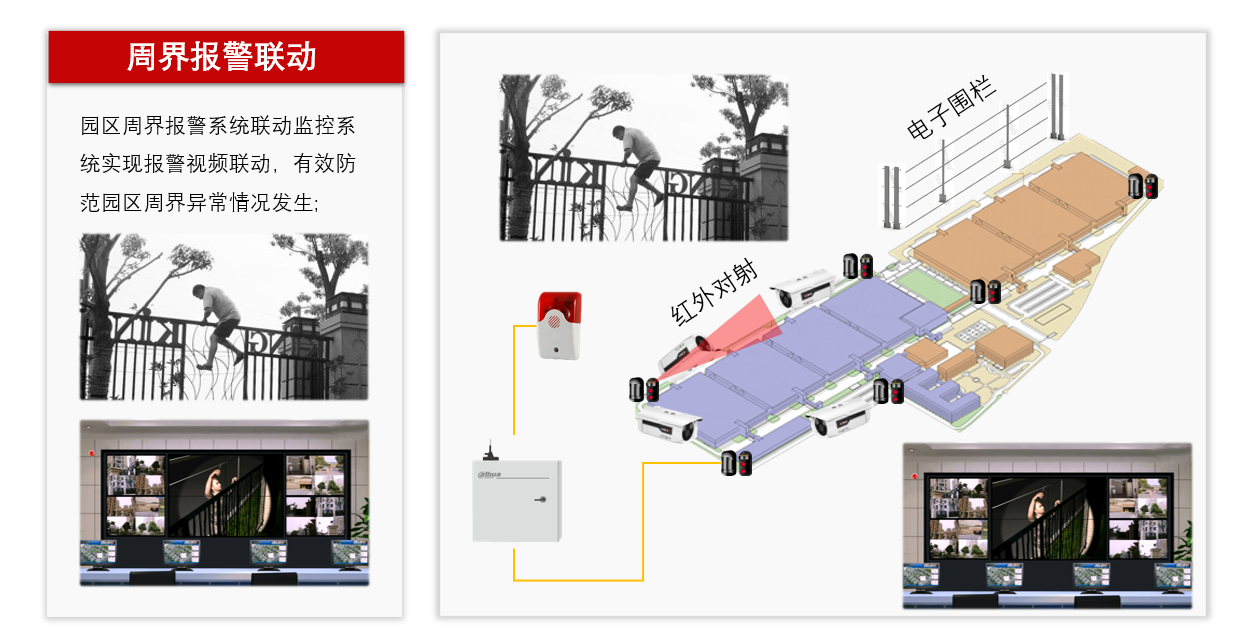 周界报警联动
园区周界报警系统联动监控系
统实现报警视频联动, 有效防
范园区周界异常情况发生;
电子围栏
红外对射
alhua